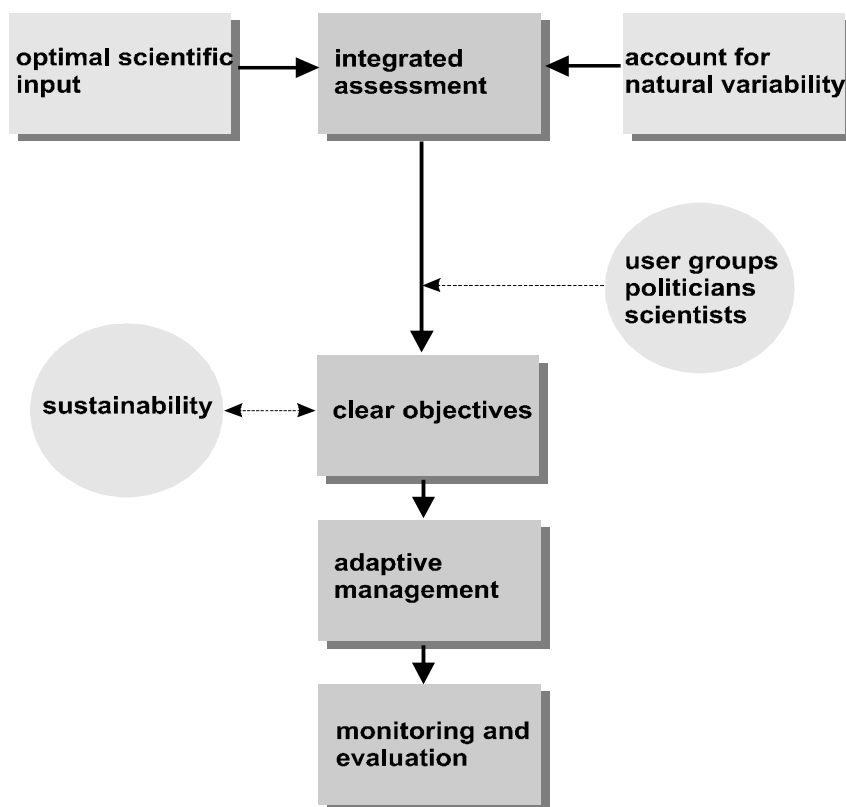 optimal scientific
input
integrated
assessment
account for
natural variability
user groups
politicians
scientists
sustainability
clear objectives
adaptive
management
monitoring and
evaluation